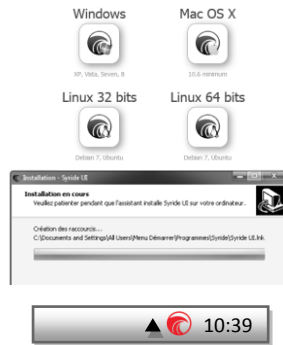 Windows
Mac OS X
XP, Vista, Seven, 8
10.6 minimum
Linux 32 bits
Linux 64 bits
Debian 7, Ubuntu
Debian 7, Ubuntu
Installation - Syride UI
Installation en cours
Veuillez patienter pendant que l'assistant installe Syride UI sur votre ordinateur.
Création des raccourcis...
C:\Documents and Settings\All Users\Menu Démarrer\Programmes\Syride\Syride UI.lnk
10:39